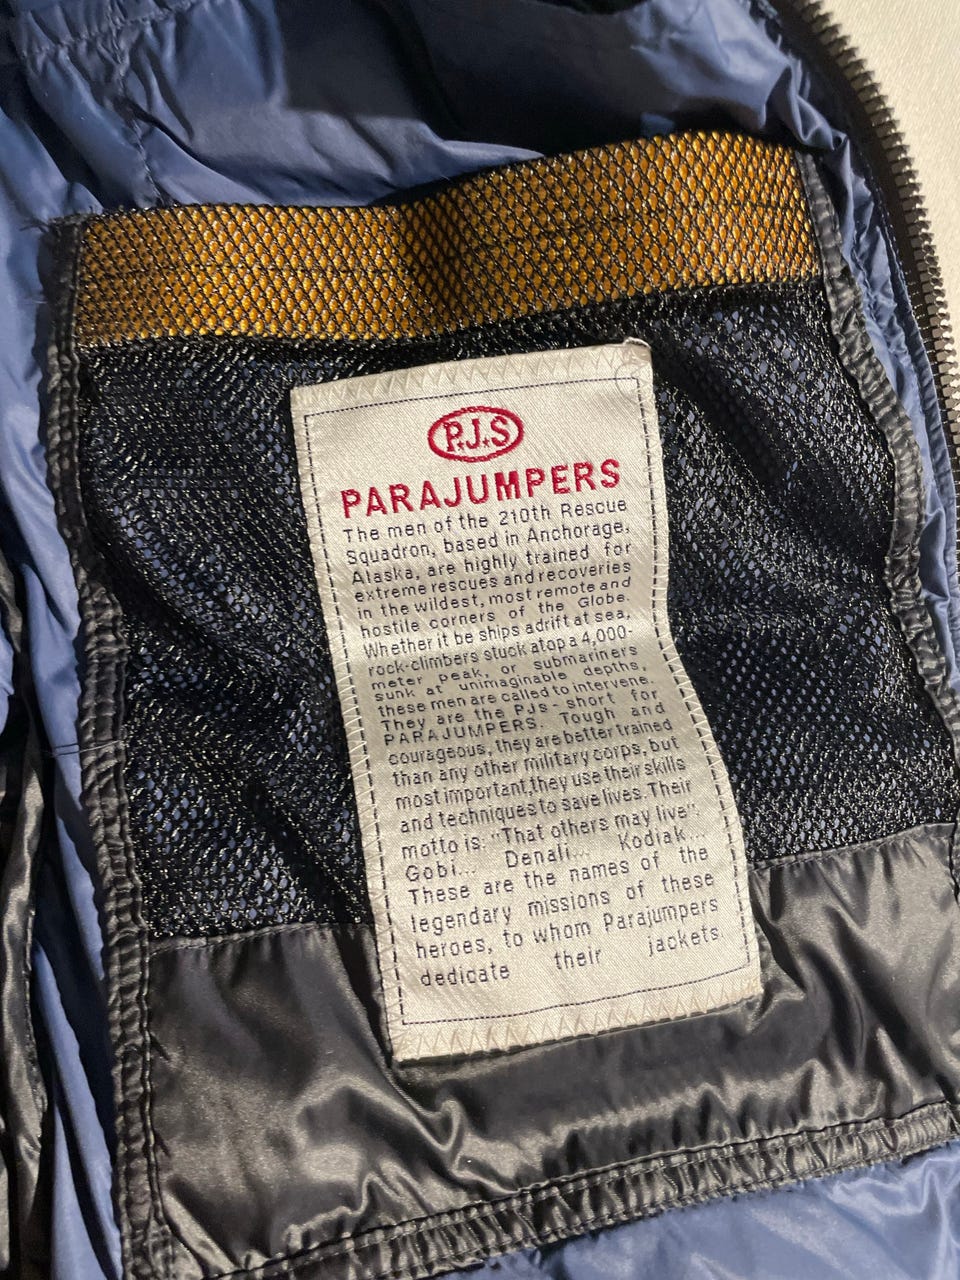 P.J.S
PARAJUMPERS
The men of the 210th Rescue
Squadron, based in Anchorage,
Alaska, are highly trained for
extreme rescues and recoveries
in the wildest, most remote and
hostile corners of the Globe.
Whether it be ships adrift at sea,
rock-climbers stuck atop a 4,000-
meter peak, or submariners
sunk at unimaginable depths,
these men are called to intervene.
They are the PJs - short for
PARAJUMPERS. Tough and
courageous, they are better trained
than any other military corps, but
most important, they use their skills
and techniques to save lives. Their
motto is: "That others may live".
Gobi... Denali... Kodiak...
These are the names of the
legendary missions of these
heroes, to whom Parajumpers
dedicate their jackets